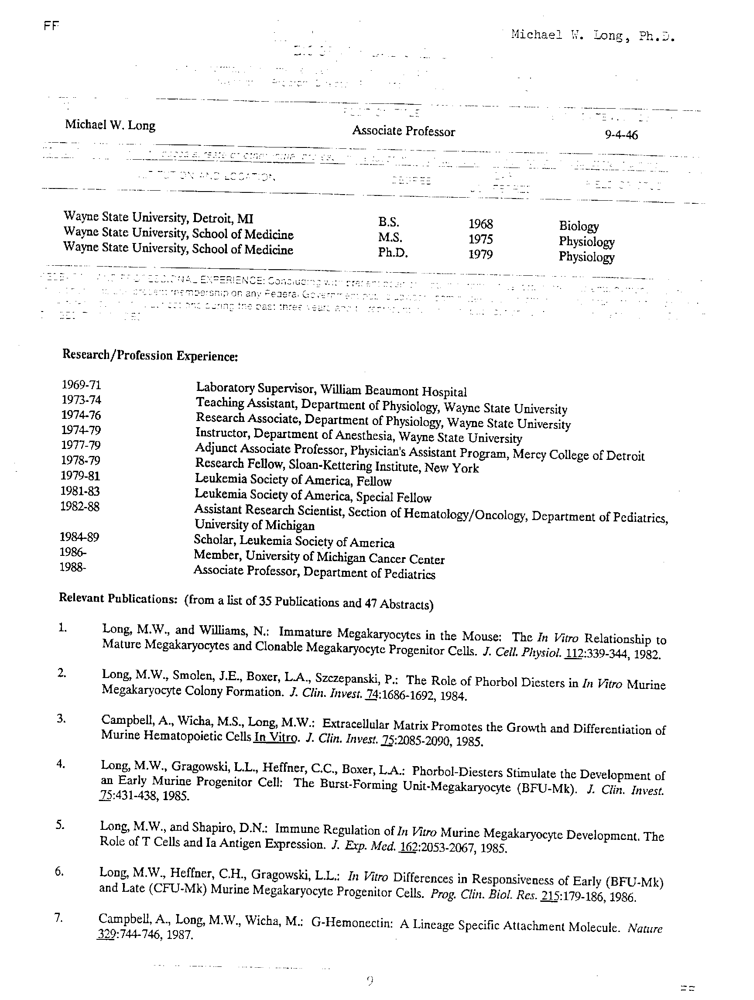 FF
Michael W. Long, Ph.D.
Michael W. Long Associate Professor 9-4-46
INSTITUTION AND LOCATION DEGREE
Wayne State University, Detroit, MI B.S. 1968 Biology
Wayne State University, School of Medicine M.S. 1975 Physiology
Wayne State University, School of Medicine Ph.D. 1979 Physiology
EXPERIENCE: Concluding with present
membership on any Federal Government
during the past three years
Research/Profession Experience:
1969-71 Laboratory Supervisor, William Beaumont Hospital
1973-74 Teaching Assistant, Department of Physiology, Wayne State University
1974-76 Research Associate, Department of Physiology, Wayne State University
1974-79 Instructor, Department of Anesthesia, Wayne State University
1977-79 Adjunct Associate Professor, Physician's Assistant Program, Mercy College of Detroit
1978-79 Research Fellow, Sloan-Kettering Institute, New York
1979-81 Leukemia Society of America, Fellow
1981-83 Leukemia Society of America, Special Fellow
1982-88 Assistant Research Scientist, Section of Hematology/Oncology, Department of Pediatrics,
University of Michigan
1984-89 Scholar, Leukemia Society of America
1986- Member, University of Michigan Cancer Center
1988- Associate Professor, Department of Pediatrics
Relevant Publications: (from a list of 35 Publications and 47 Abstracts)
1. Long, M.W., and Williams, N.: Immature Megakaryocytes in the Mouse: The In Vitro Relationship to
Mature Megakaryocytes and Clonable Megakaryocyte Progenitor Cells. J. Cell. Physiol. 112:339-344, 1982.
2. Long, M.W., Smolen, J.E., Boxer, L.A., Szczepanski, P.: The Role of Phorbol Diesters in In Vitro Murine
Megakaryocyte Colony Formation. J. Clin. Invest. 74:1686-1692, 1984.
3. Campbell, A., Wicha, M.S., Long, M.W.: Extracellular Matrix Promotes the Growth and Differentiation of
Murine Hematopoietic Cells In Vitro. J. Clin. Invest. 75:2085-2090, 1985.
4. Long, M.W., Gragowski, L.L., Heffner, C.C., Boxer, L.A.: Phorbol-Diesters Stimulate the Development of
an Early Murine Progenitor Cell: The Burst-Forming Unit-Megakaryocyte (BFU-Mk). J. Clin. Invest.
75:431-438, 1985.
5. Long, M.W., and Shapiro, D.N.: Immune Regulation of In Vitro Murine Megakaryocyte Development. The
Role of T Cells and Ia Antigen Expression. J. Exp. Med. 162:2053-2067, 1985.
6. Long, M.W., Heffner, C.H., Gragowski, L.L.: In Vitro Differences in Responsiveness of Early (BFU-Mk)
and Late (CFU-Mk) Murine Megakaryocyte Progenitor Cells. Prog. Clin. Biol. Res. 215:179-186, 1986.
7. Campbell, A., Long, M.W., Wicha, M.: G-Hemonectin: A Lineage Specific Attachment Molecule. Nature
329:744-746, 1987.
9